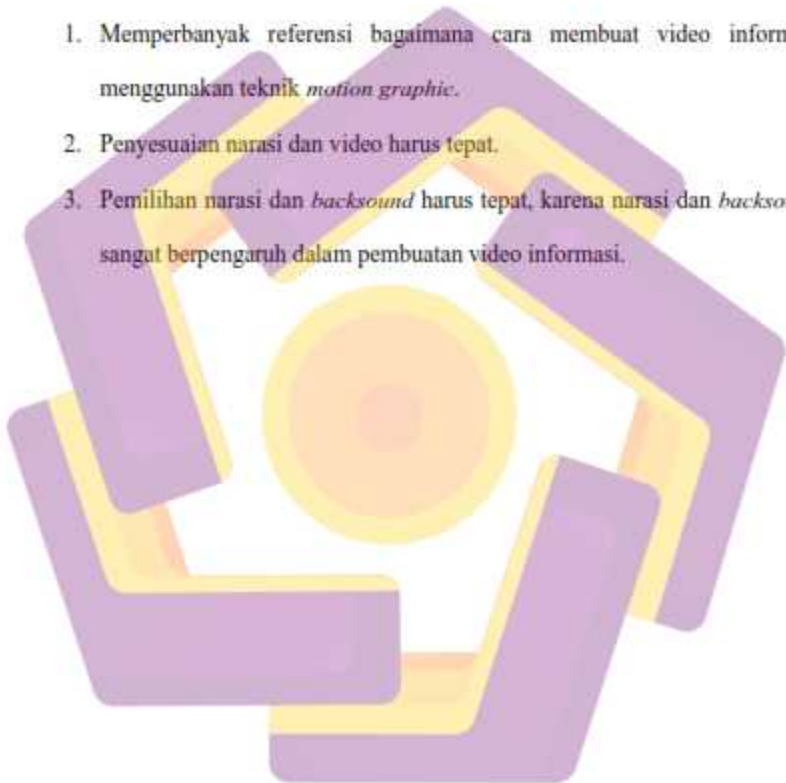 1. Memperbanyak referensi bagaimana cara membuat video inform
menggunakan teknik motion graphic.
2. Penyesuaian narasi dan video harus tepat.
3. Pemilihan narasi dan backsound harus tepat, karena narasi dan backso
sangat berpengaruh dalam pembuatan video informasi.